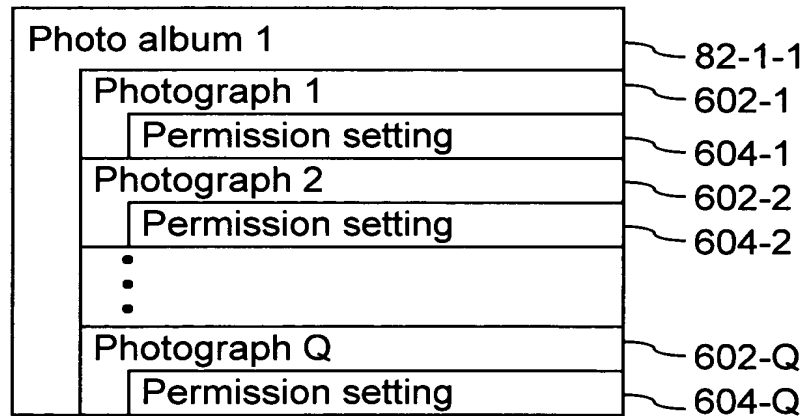 Photo album 1
82-1-1
Photograph 1
602-1
Permission setting
604-1
Photograph 2
602-2
Permission setting
604-2
Photograph Q
602-Q
Permission setting
604-Q